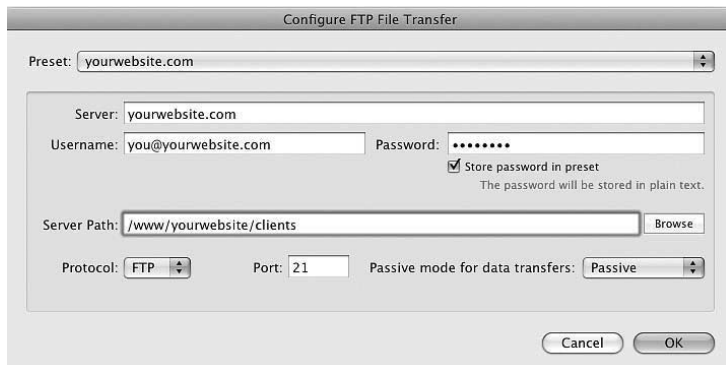 Configure FTP File Transfer
Preset: yourwebsite.com
Server: yourwebsite.com
Username: you@yourwebsite.com Password: ••••••••
Store password in preset
The password will be stored in plain text.
Server Path: /www/yourwebsite/clients Browse
Protocol: FTP Port: 21 Passive mode for data transfers: Passive
Cancel OK